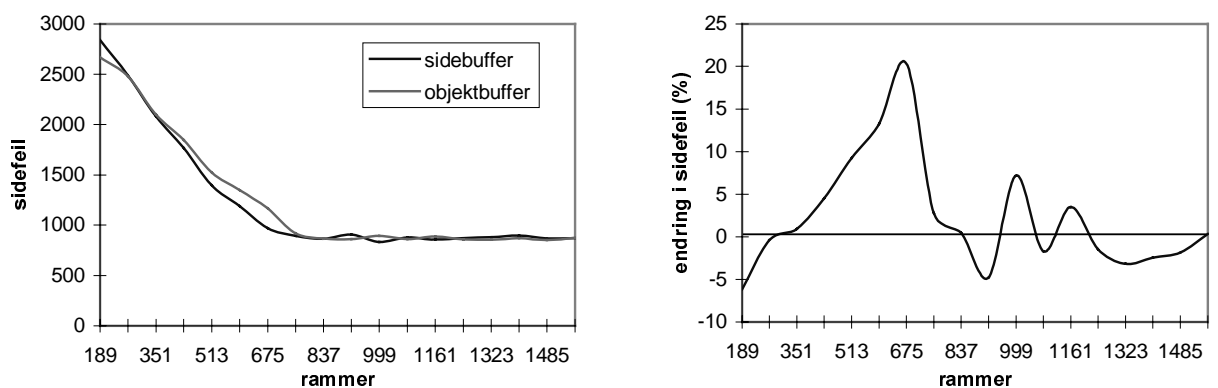 3000
2500
2000
1500
1000
500
0
sidefeil
sidebuffer
objektbuffer
189 351 513 675 837 999 1161 1323 1485
rammer
25
20
15
10
5
0
-5
-10
endring i sidefeil (%)
189 351 513 675 837 999 1161 1323 1485
rammer